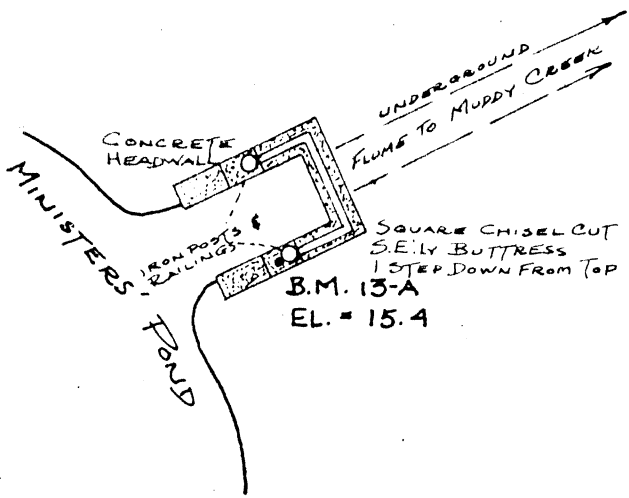 UNDERGROUND
FLUME TO MUDDY CREEK
CONCRETE
HEADWALL
MINISTERS- POND
IRON POSTS
RAILINGS
SQUARE CHISEL CUT
S.E.'LY BUTTRESS
1 STEP DOWN FROM TOP
B.M. 13-A
EL. = 15.4